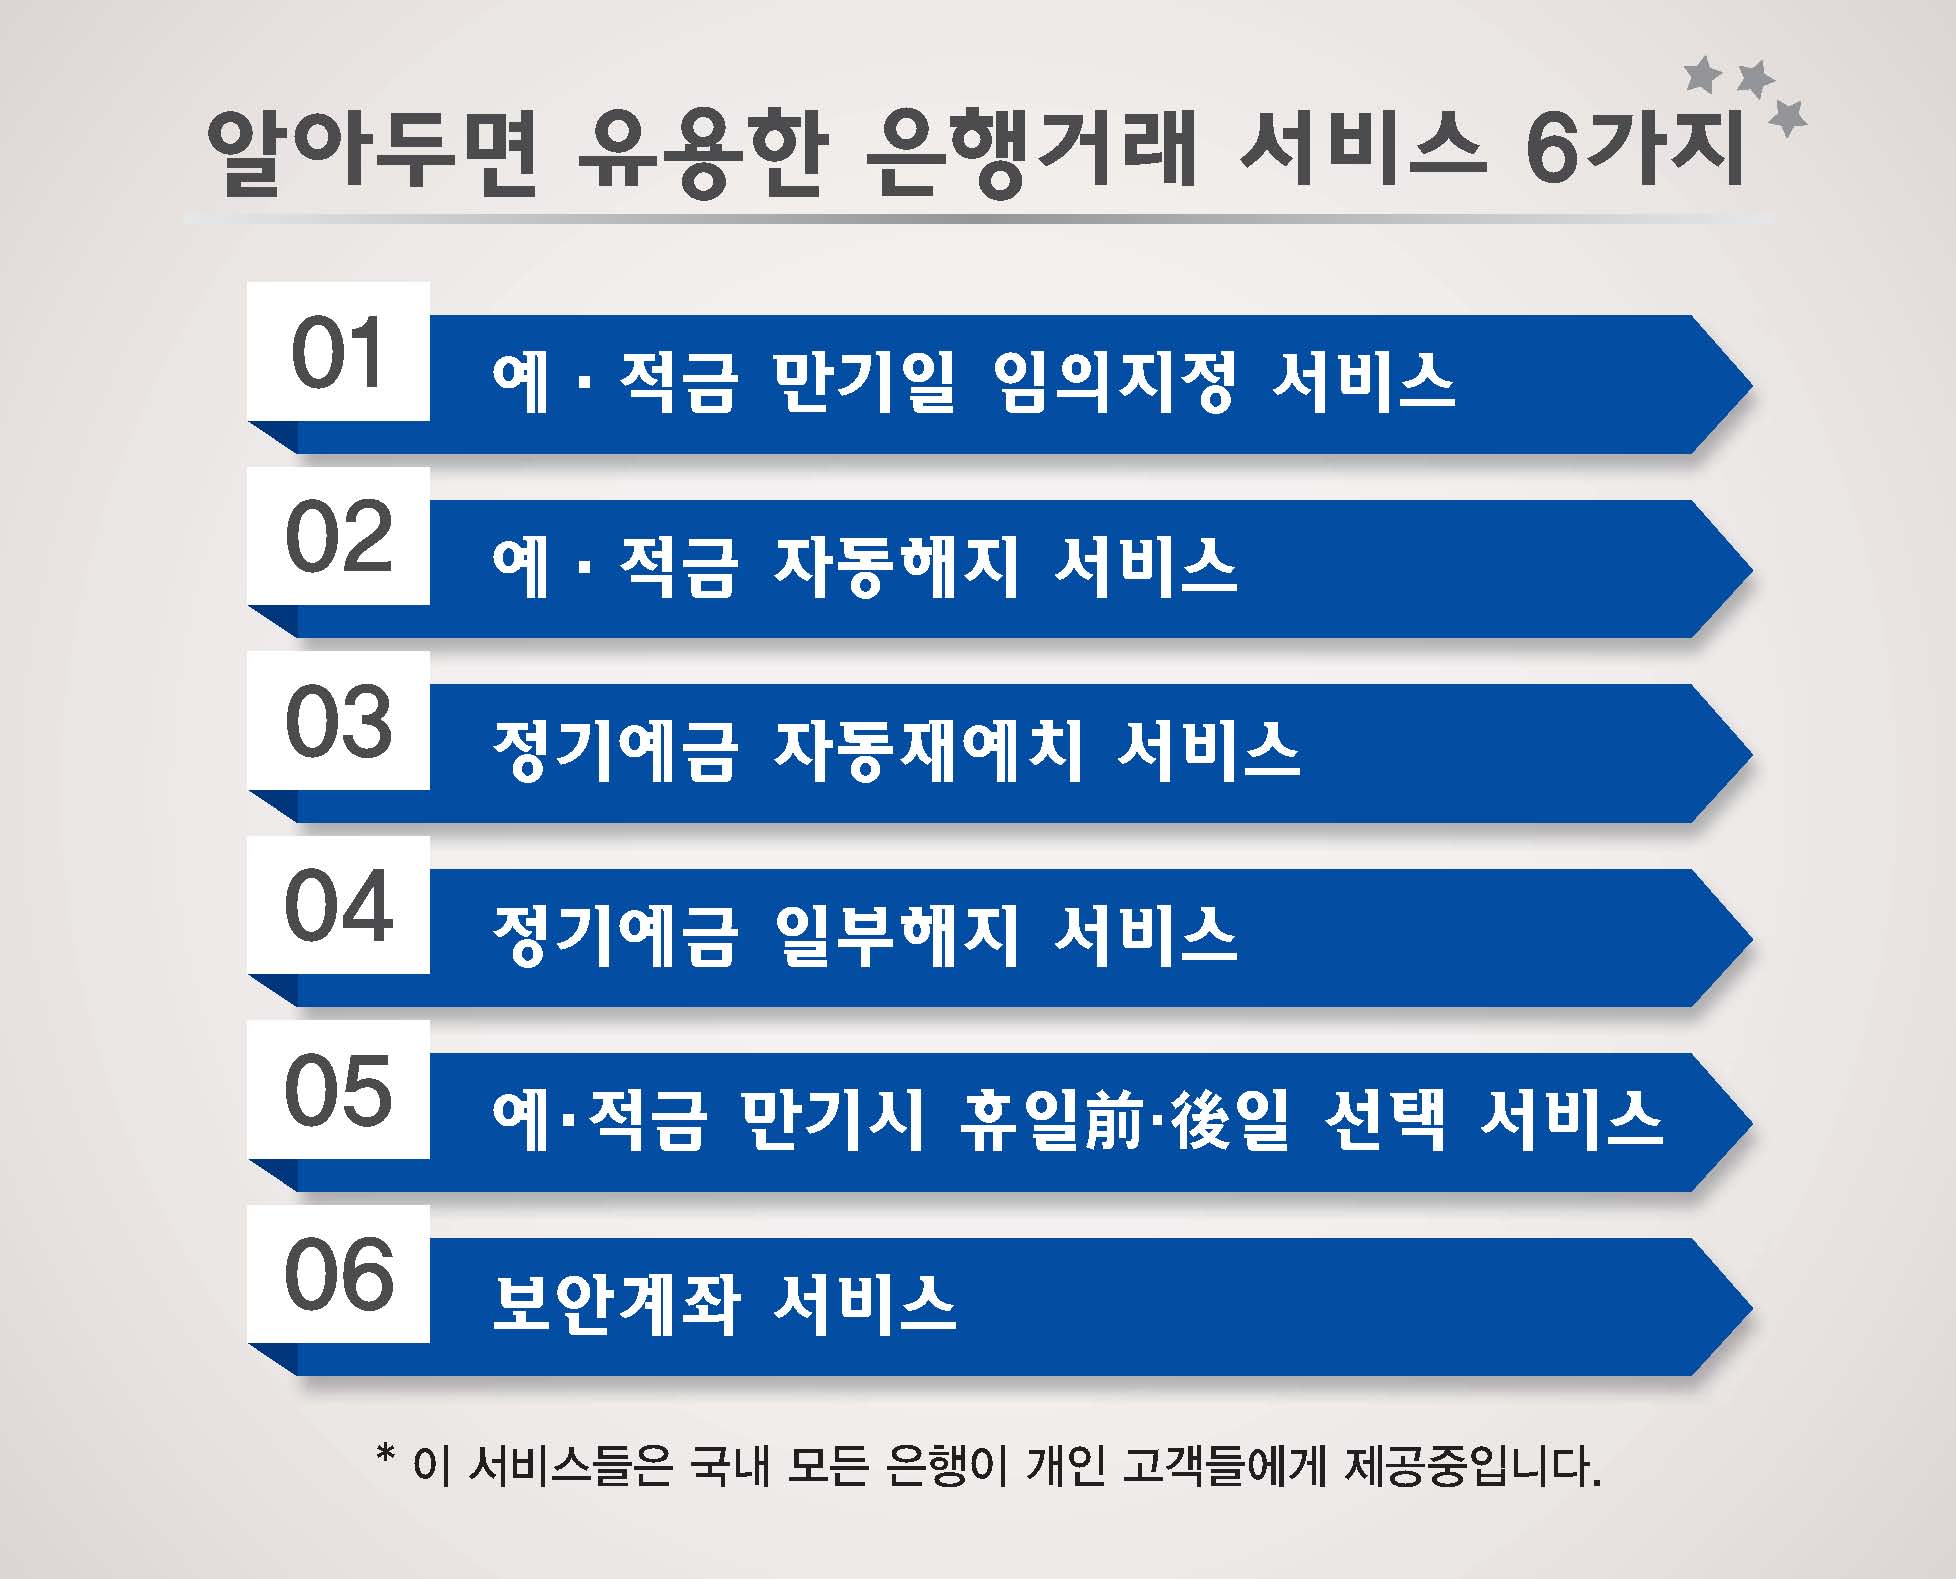 알아두면 유용한 은행거래 서비스 6가지
01
예 · 적금 만기일 임의지정 서비스
02
예 · 적금 자동해지 서비스
03
정기예금 자동재예치 서비스
04
정기예금 일부해지 서비스
05
예·적금 만기시 휴일前·後일 선택 서비스
06
보안계좌 서비스
* 이 서비스들은 국내 모든 은행이 개인 고객들에게 제공중입니다.